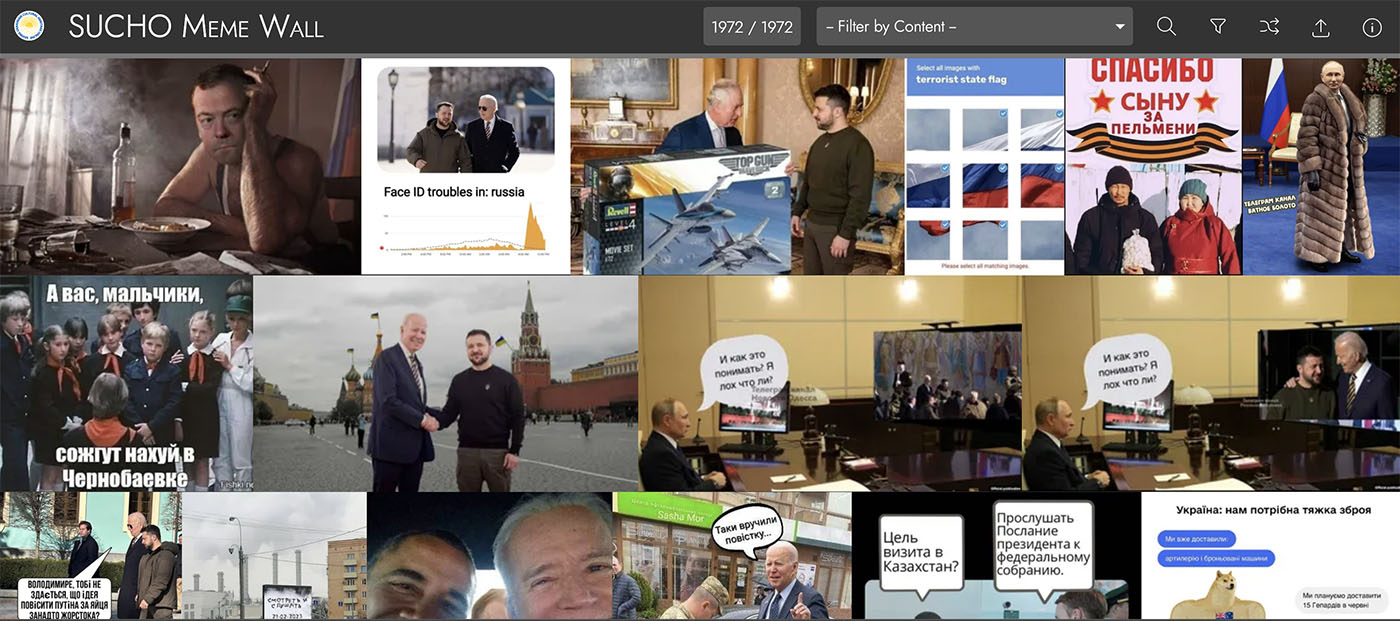 SUCHO MEME WALL
1972 / 1972
– Filter by Content –
Face ID troubles in: russia
TOP GUN
Revell
LEVEL 4
MOVIE SET
2
Select all images with
terrorist state flag
Please select all matching images.
СПАСИБО
СЫНУ
ЗА
ПЕЛЬМЕНИ
ТЕЛЕГРАМ КАНАЛ
ВАТНОЕ БОЛОТО
А вас, мальчики,
сожгут нахуй в
Чернобаевке
И как это
понимать? Я
лох что ли?
И как это
понимать? Я
лох что ли?
ВОЛОДИМИРЕ, ТОБІ НЕ
ЗДАЄТЬСЯ, ЩО ІДЕЯ
ПОВІСИТИ ПУТІНА ЗА ЯЙЦЯ
ЗАНАДТО ЖОРСТОКА?
СМОТРЕТЬ И
СЛУШАТЬ
21.02.2023
Sasha Mur
Таки вручили
повістку...
Цель
визита в
Казахстан?
Прослушать
Послание
президента к
федеральному
собранию.
Україна: нам потрібна тяжка зброя
Ми вже доставили:
артилерію і броньовані машини
Ми плануємо доставити
15 Гепардів в червні